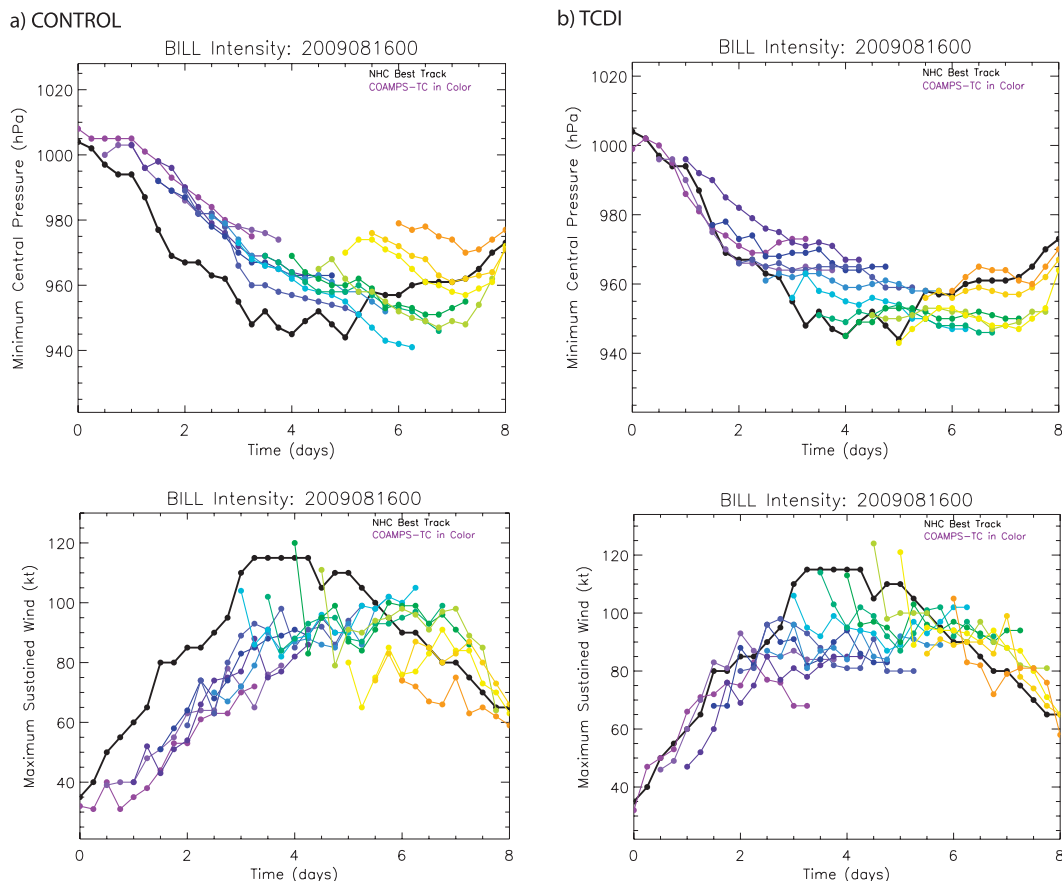 a) CONTROL
BILL Intensity: 2009081600
NHC Best Track
COAMPS-TC in Color
Minimum Central Pressure (hPa)
1020
1000
980
960
940
0 2 4 6 8
Time (days)
b) TCDI
BILL Intensity: 2009081600
NHC Best Track
COAMPS-TC in Color
Minimum Central Pressure (hPa)
1020
1000
980
960
940
0 2 4 6 8
Time (days)
BILL Intensity: 2009081600
NHC Best Track
COAMPS-TC in Color
Maximum Sustained Wind (kt)
120
100
80
60
40
0 2 4 6 8
Time (days)
BILL Intensity: 2009081600
NHC Best Track
COAMPS-TC in Color
Maximum Sustained Wind (kt)
120
100
80
60
40
0 2 4 6 8
Time (days)